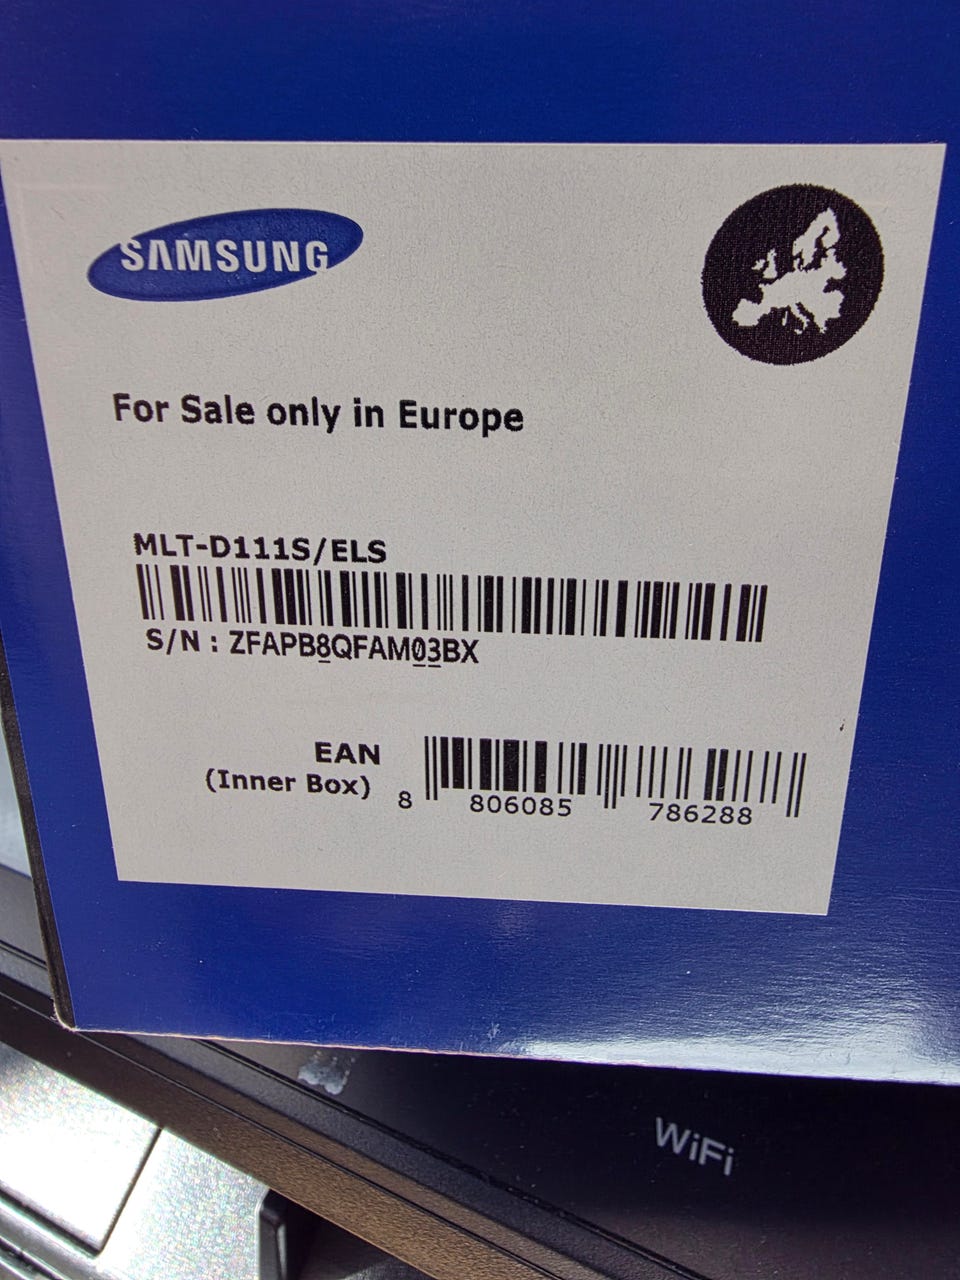 SAMSUNG
For Sale only in Europe
MLT-D111S/ELS
S/N : ZFAPB8QFAM03BX
EAN
(Inner Box)
8 806085 786288
WiFi